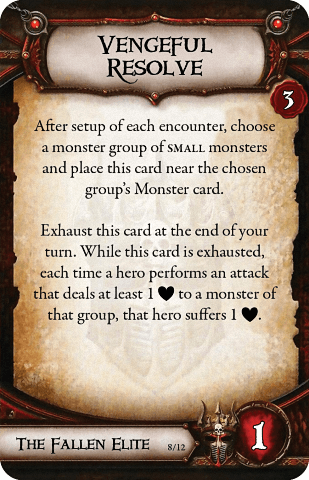 VENGEFUL
RESOLVE
3
After setup of each encounter, choose
a monster group of SMALL monsters
and place this card near the chosen
group's Monster card.
Exhaust this card at the end of your
turn. While this card is exhausted,
each time a hero performs an attack
that deals at least 1 ♥ to a monster of
that group, that hero suffers 1 ♥.
THE FALLEN ELITE 8/12
1